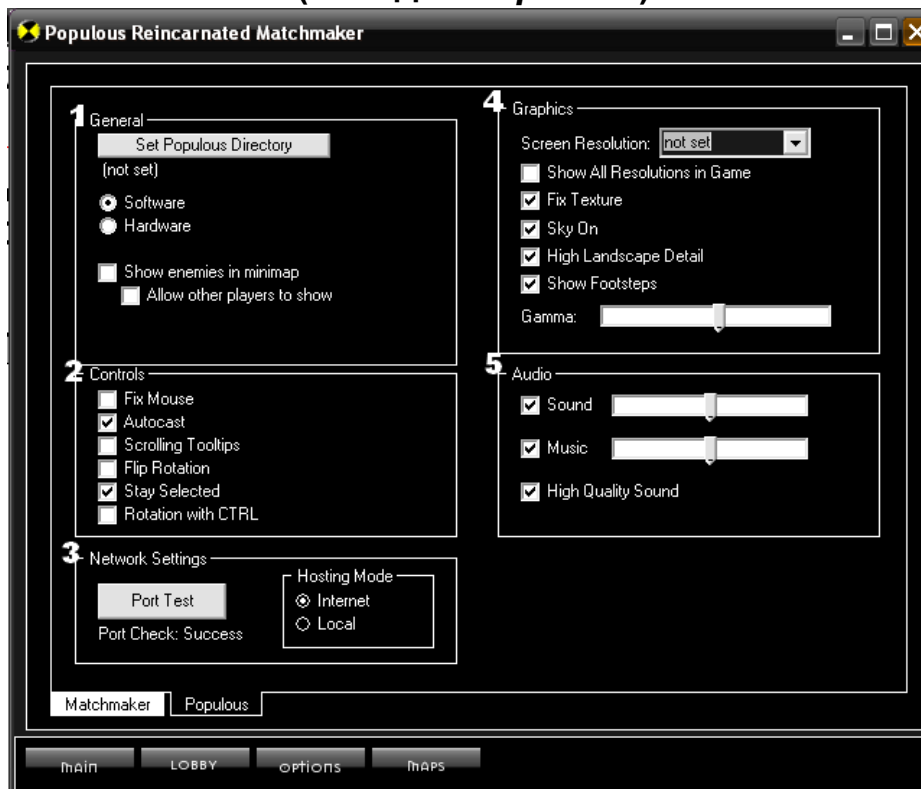 Populous Reincarnated Matchmaker
1 General
Set Populous Directory
(not set)
Software
Hardware
Show enemies in minimap
Allow other players to show
2 Controls
Fix Mouse
Autocast
Scrolling Tooltips
Flip Rotation
Stay Selected
Rotation with CTRL
3 Network Settings
Port Test
Port Check: Success
Hosting Mode
Internet
Local
4 Graphics
Screen Resolution: not set
Show All Resolutions in Game
Fix Texture
Sky On
High Landscape Detail
Show Footsteps
Gamma:
5 Audio
Sound
Music
High Quality Sound
Matchmaker Populous
main LOBBY options maps